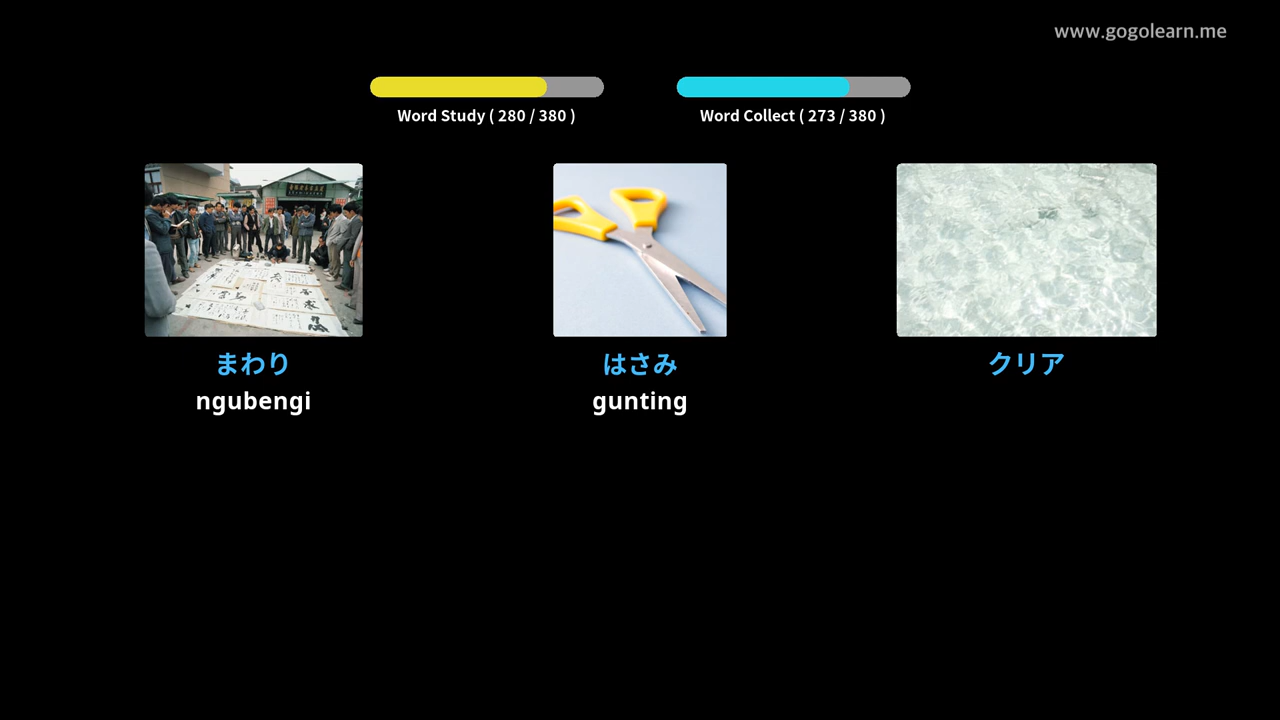 www.gogolearn.me
Word Study ( 280 / 380 )
Word Collect ( 273 / 380 )
まわり
はさみ
クリア
ngubengi
gunting